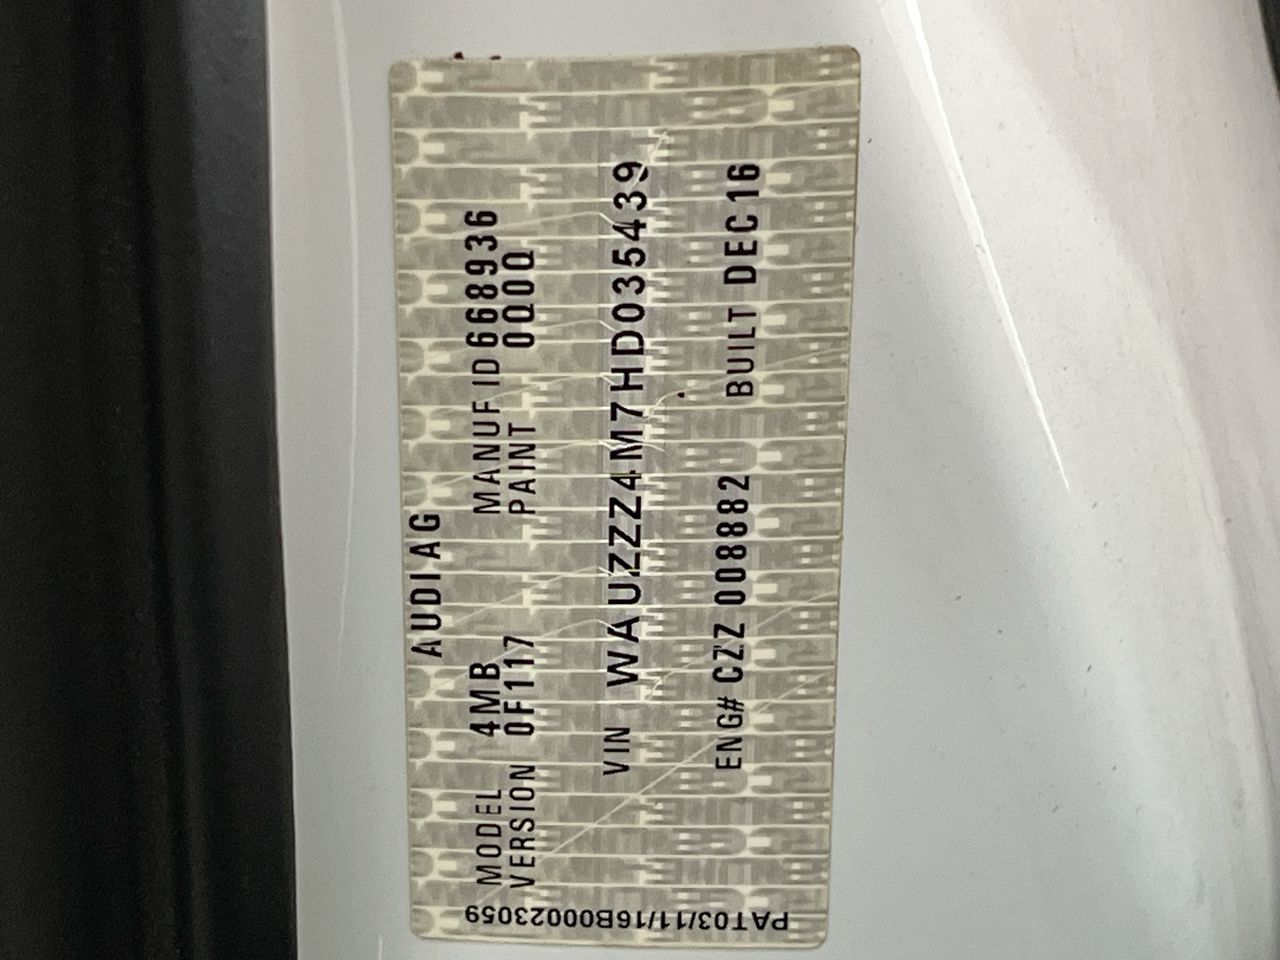 AUDI AG
MODEL 4MB MANUF ID 668936
VERSION 0F117 PAINT 0Q0Q
VIN WAUZZZ4M7HD035439
ENG# CZZ 008882 BUILT DEC16
PAT03/11/16B00023059